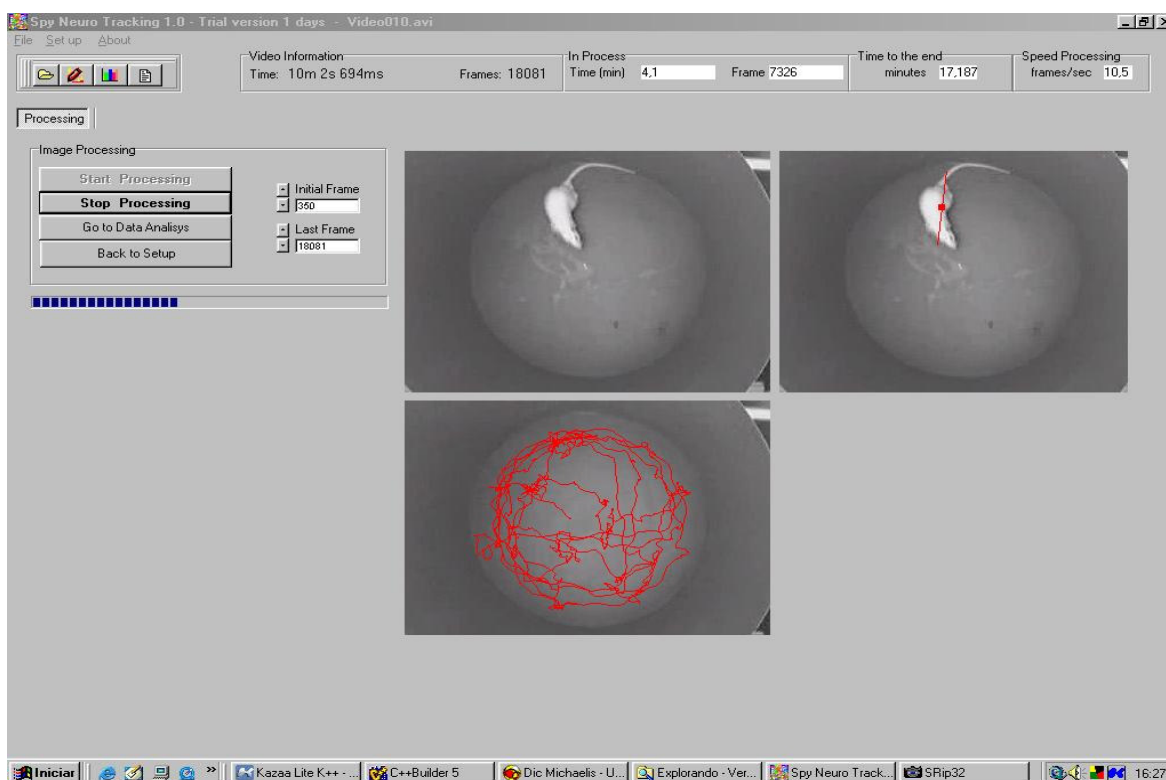 Spy Neuro Tracking 1.0 - Trial version 1 days - Video010.avi
File Set up About
Video Information
Time: 10m 2s 694ms Frames: 18081
In Process
Time (min) 4,1 Frame 7326
Time to the end
minutes 17,187
Speed Processing
frames/sec 10,5
Processing
Image Processing
Start Processing
Stop Processing
Go to Data Analisys
Back to Setup
Initial Frame
350
Last Frame
18081
Iniciar
Kazaa Lite K++ - ...
C++Builder 5
Dic Michaelis - U...
Explorando - Ver...
Spy Neuro Track...
SRip32
16:27